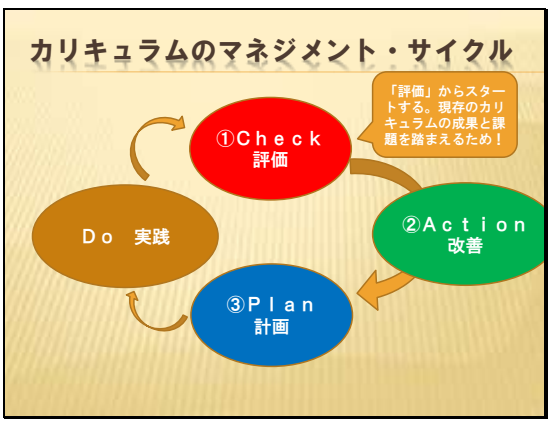 カリキュラムのマネジメント・サイクル
「評価」からスター
トする。現存のカリ
キュラムの成果と課
題を踏まえるため！
①Ｃｈｅｃｋ
評価
②Ａｃｔｉｏｎ
改善
③Ｐｌａｎ
計画
Ｄｏ　実践